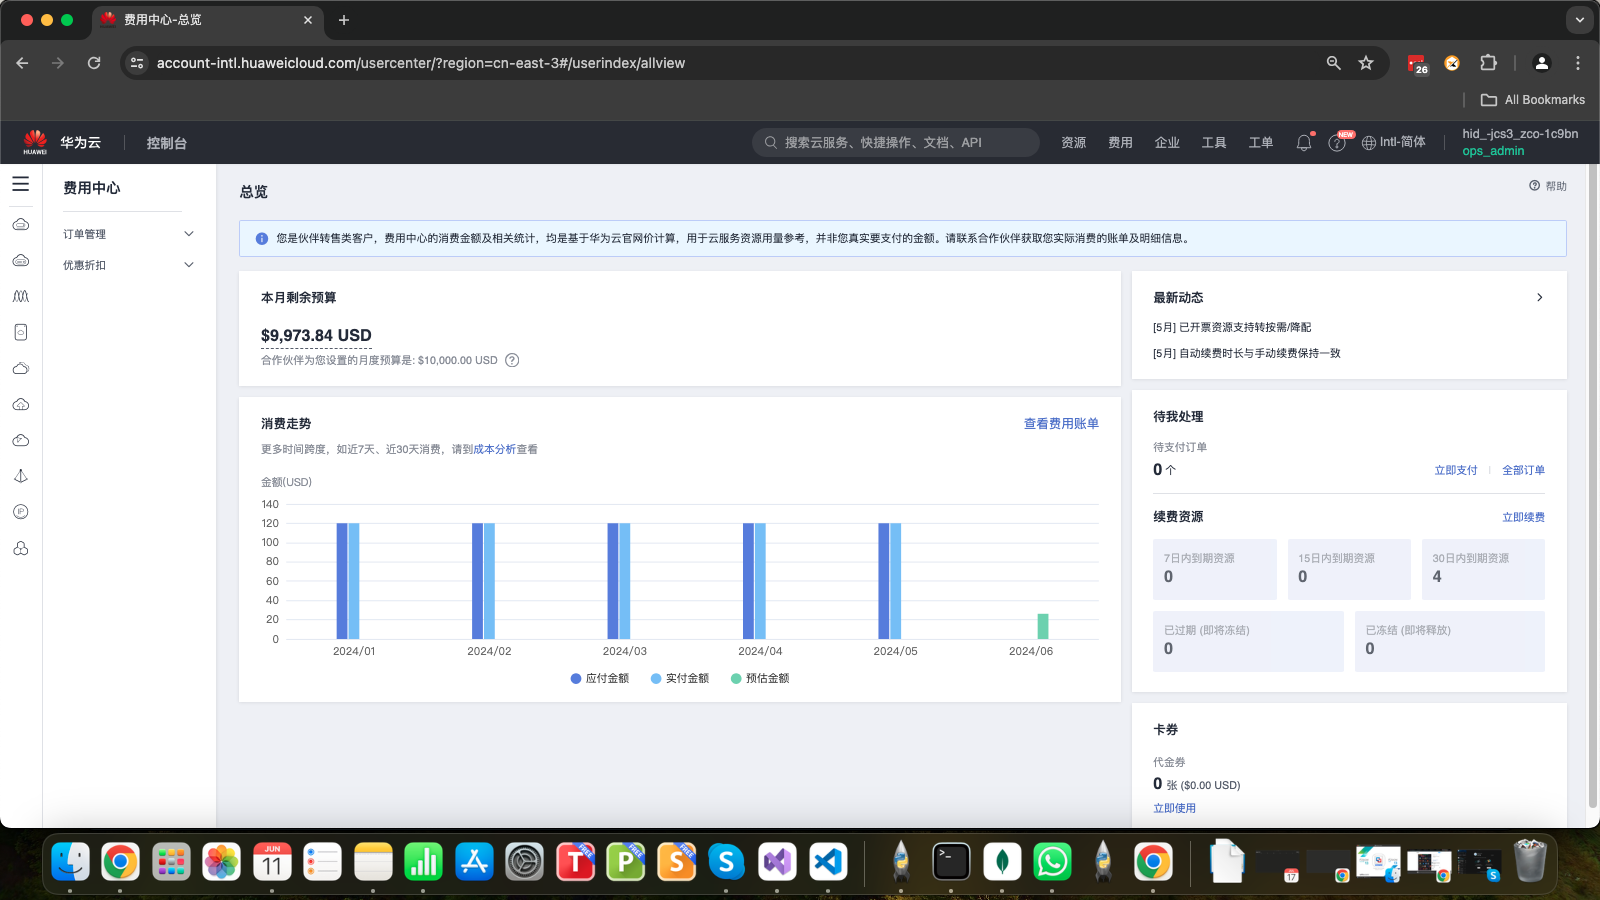 费用中心-总览
account-intl.huaweicloud.com/usercenter/?region=cn-east-3#/userindex/allview
26
All Bookmarks
HUAWEI
华为云
控制台
搜索云服务、快捷操作、文档、API
资源
费用
企业
工具
工单
NEW
Intl-简体
hid_-jcs3_zco-1c9bn
ops_admin
费用中心
订单管理
优惠折扣
总览
帮助
您是伙伴转售类客户，费用中心的消费金额及相关统计，均是基于华为云官网价计算，用于云服务资源用量参考，并非您真实要支付的金额。请联系合作伙伴获取您实际消费的账单及明细信息。
本月剩余预算
$9,973.84 USD
合作伙伴为您设置的月度预算是: $10,000.00 USD
最新动态
[5月] 已开票资源支持转按需/降配
[5月] 自动续费时长与手动续费保持一致
消费走势
查看费用账单
更多时间跨度，如近7天、近30天消费，请到成本分析查看
金额(USD)
140
120
100
80
60
40
20
0
2024/01
2024/02
2024/03
2024/04
2024/05
2024/06
应付金额
实付金额
预估金额
待我处理
待支付订单
0 个
立即支付
全部订单
续费资源
立即续费
7日内到期资源
0
15日内到期资源
0
30日内到期资源
4
已过期 (即将冻结)
0
已冻结 (即将释放)
0
卡券
代金券
0 张 ($0.00 USD)
立即使用
IP
JUN
11
T
FREE
P
FREE
S
FREE
S
>_
17
S